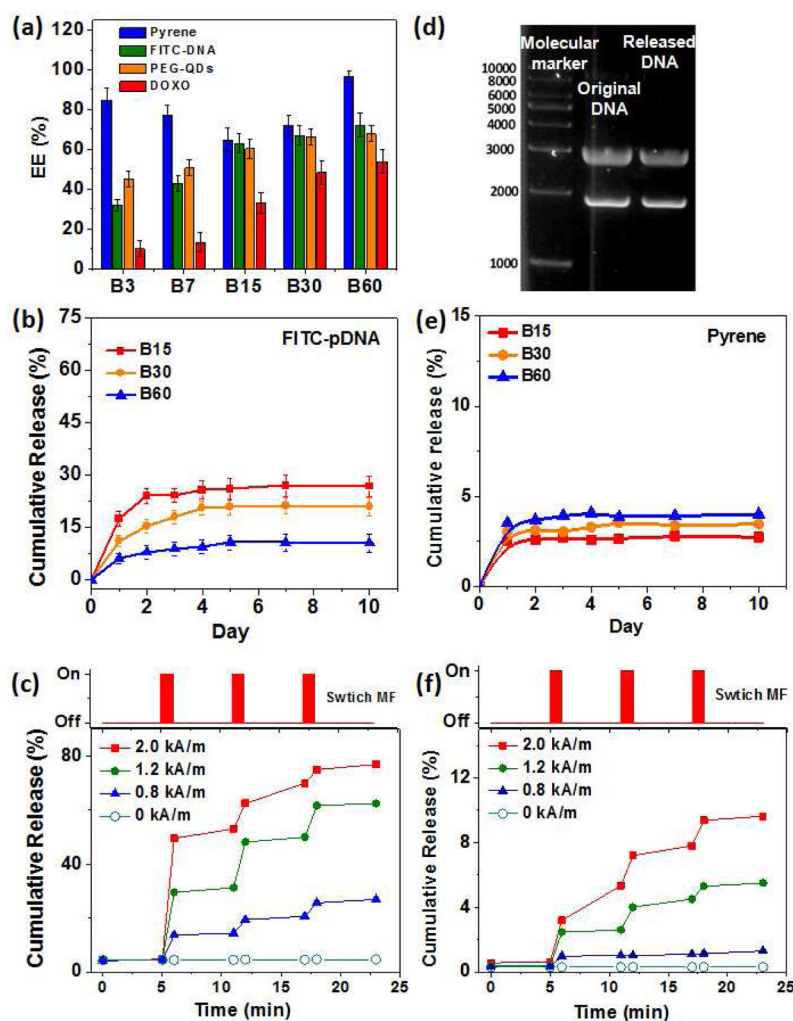 (a)
Pyrene
FITC-DNA
PEG-QDs
DOXO
EE (%)
120
100
80
60
40
20
0
B3 B7 B15 B30 B60
(d)
Molecular
marker
Original
DNA
Released
DNA
10000
8000
6000
5000
4000
3000
2000
1000
(b)
FITC-pDNA
B15
B30
B60
Cumulative Release (%)
75
60
45
30
15
0
0 2 4 6 8 10
Day
(e)
Pyrene
B15
B30
B60
Cumulative release (%)
15
10
5
0
0 2 4 6 8 10
Day
(c)
On
Off
Swtich MF
2.0 kA/m
1.2 kA/m
0.8 kA/m
0 kA/m
Cumulative Release (%)
80
40
0
0 5 10 15 20 25
Time (min)
(f)
On
Off
Swtich MF
2.0 kA/m
1.2 kA/m
0.8 kA/m
0 kA/m
Cumulative Release (%)
12
8
4
0
0 5 10 15 20 25
Time (min)